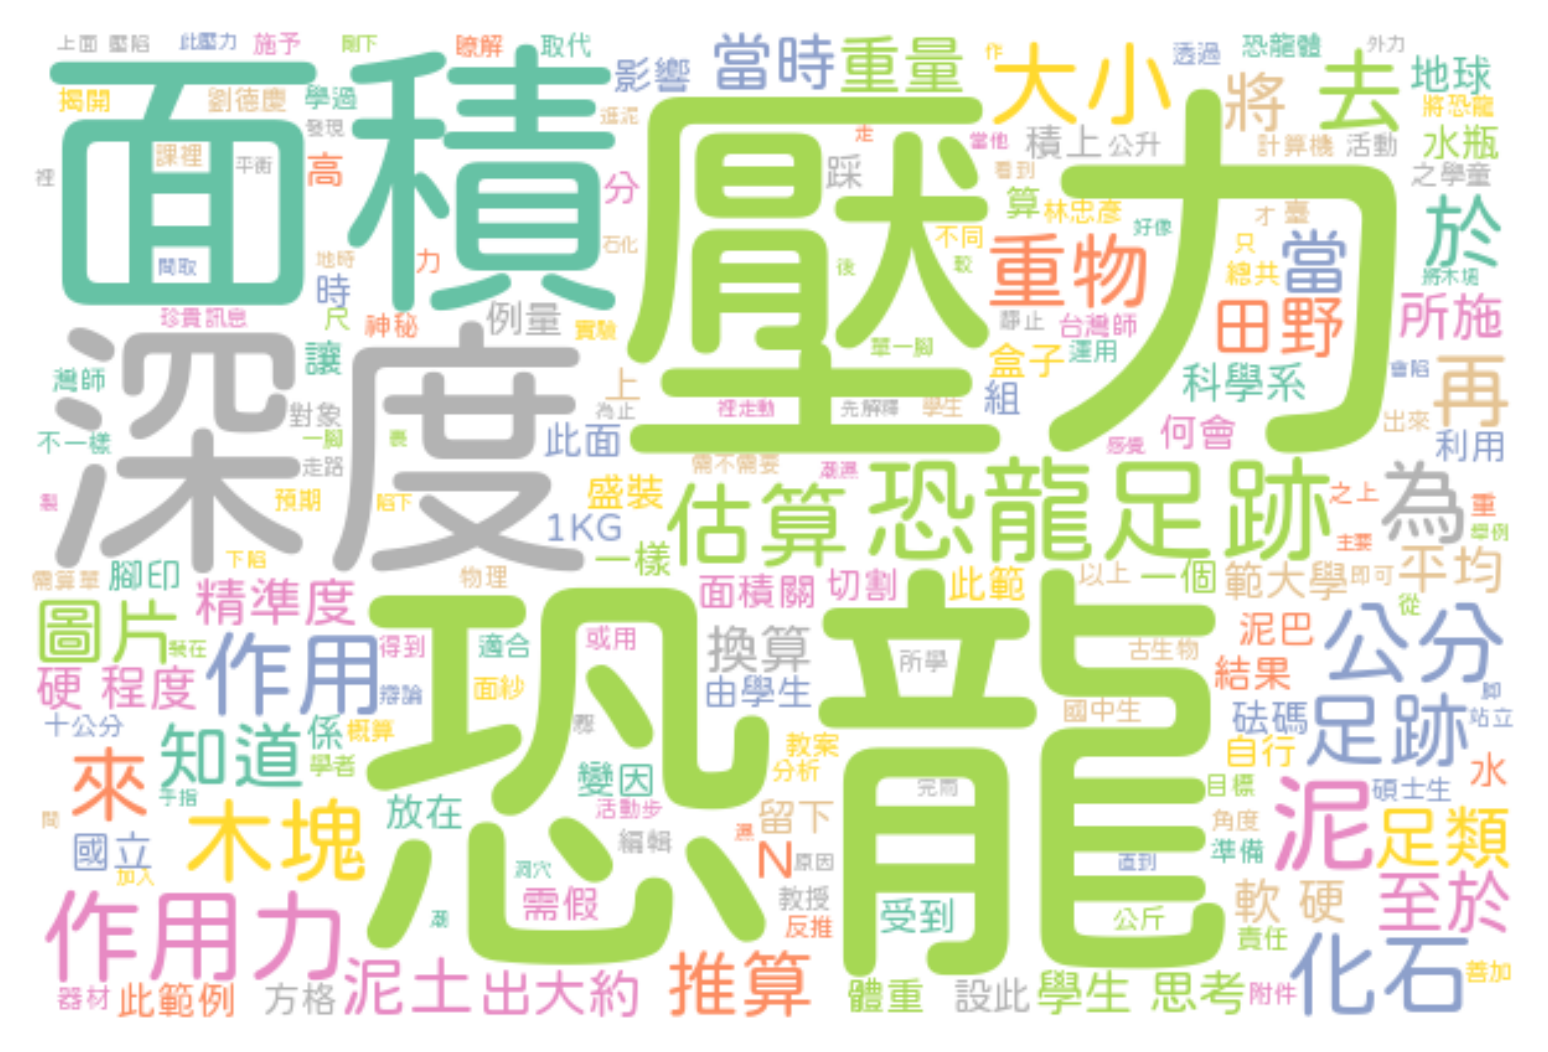 上面 壓陷 此壓力 施予 剛下 瞭解 取代
影響 當時 重量 作 大小 透過 恐龍體 外力
面積 去 地球
揭開 劉德慶 學過 將 將恐龍
發現 逛泥 走 當他 積上 公升 計算機 活動 水瓶
課裡 平衡 高 踩 看到 之學童
裡 分 壓力 算 林忠彥 才 臺 於
石化 不同 好像 只 當
間取 地時 力 後 較 重物 總共 將木塊
時 尺
珍貴訊息 神秘 例量 實驗 靜止 台灣師 田野 所施
深度 讓 單一腳 盒子 運用 科學系 會陷 再
灣師 上 組
對象 為止 裡走動 先解釋 學生 出來
不一樣 一腳 裹 此面 何會 感覺 利用
走路 需不需要 潮濕
製 預期 陷下 盛裝 估算 恐龍足跡 之上 為 重
1KG 主要 塌例
下陷 一樣
需算單 腳印 物理 面積關 切割 此範 以上 一個 範大學 即可 平均
精準度 從
圖片 裝在 作用 得到 恐龍 適合 或用 換算 所學 古生物 泥巴 公分
硬 程度 辯論 面紗 由學生 結果 腳
十公分 國中生 砝碼 足跡 站立
知道 係 概算 教案 自行
來 學者 變因 分析 水
手指 完雨 目標 碩士生
問 木塊 放在 活動步 留下 角度 泥 足類
國立 編輯 濕 準備
加入 洞穴 N 原因 直到
作用力 潮 需假 教授 受到 公斤 軟 硬 至於
反推 責任
器材 此範例 方格 泥土 出大約 推算 體重 設此 學生 思考 附件 化石 善加